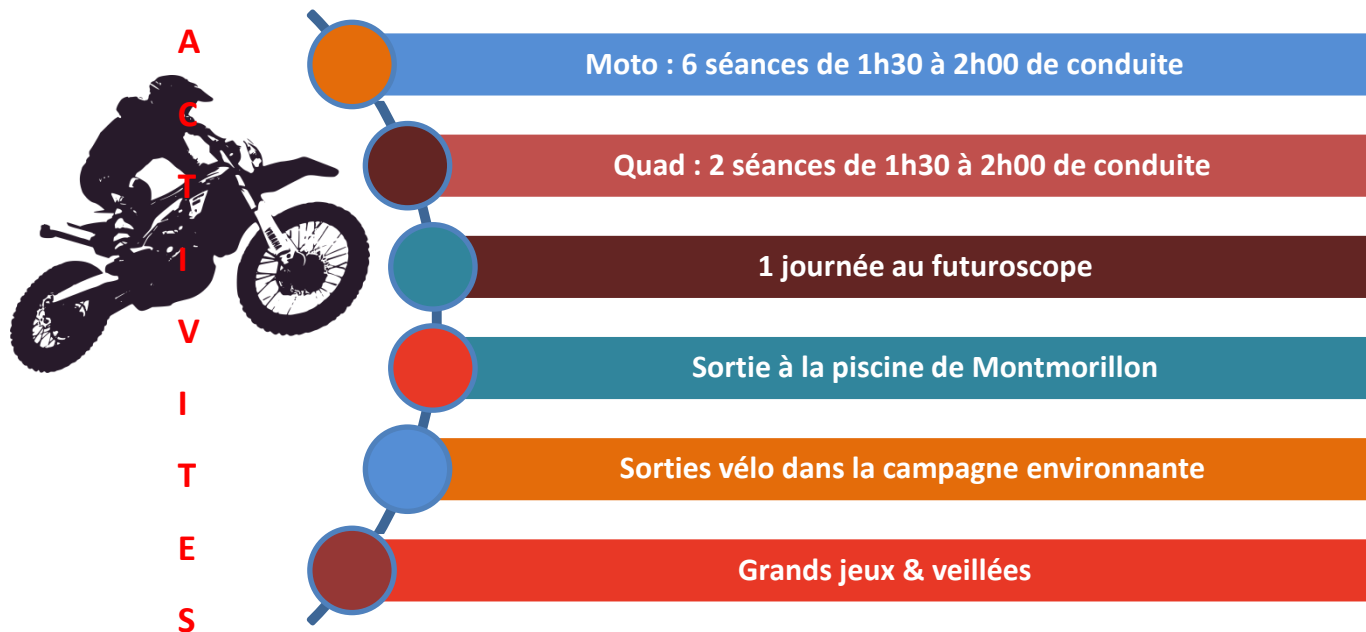 ACTIVITES
Moto : 6 séances de 1h30 à 2h00 de conduite
Quad : 2 séances de 1h30 à 2h00 de conduite
1 journée au futuroscope
Sortie à la piscine de Montmorillon
Sorties vélo dans la campagne environnante
Grands jeux & veillées